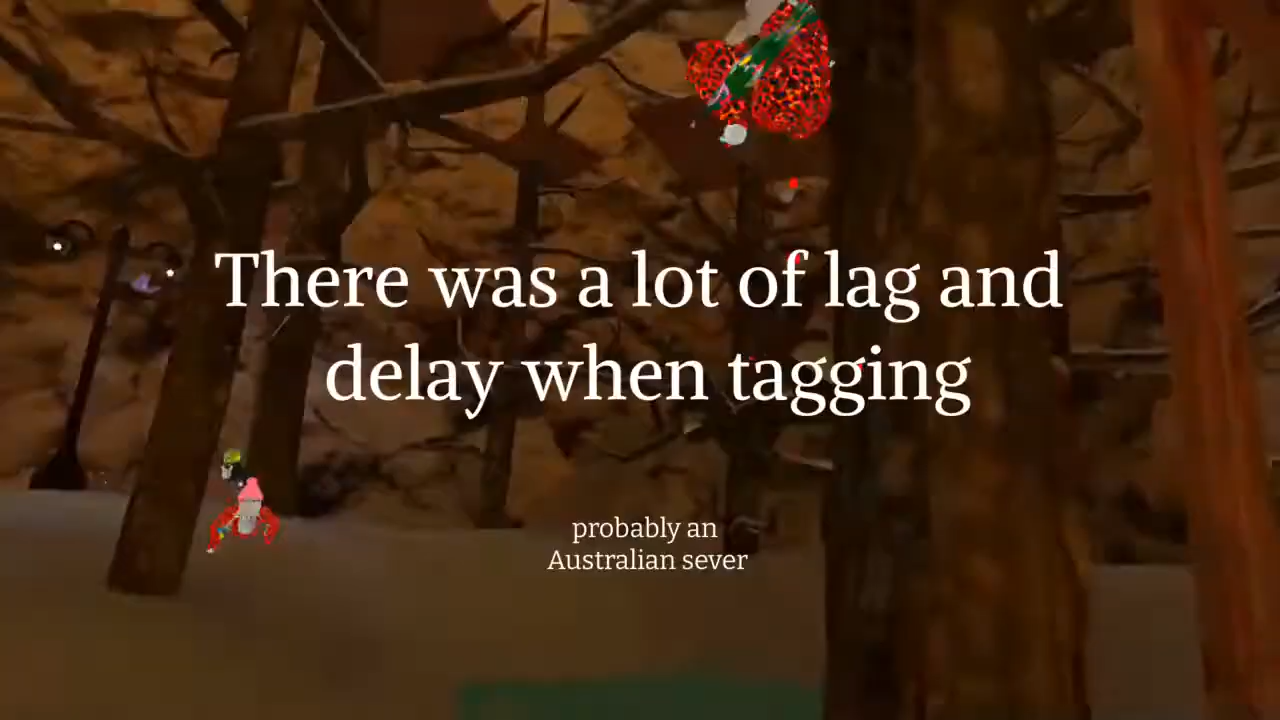 There was a lot of lag and
delay when tagging
probably an
Australian sever